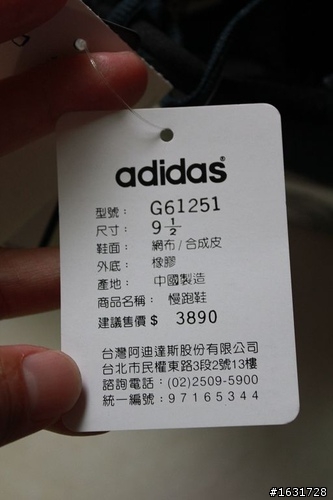 adidas®
型號： G61251
尺寸： 9 1/2
鞋面： 網布/合成皮
外底： 橡膠
產地： 中國製造
商品名稱： 慢跑鞋
建議售價$ 3890
台灣阿迪達斯股份有限公司
台北市民權東路3段2號13樓
諮詢電話：(02)2509-5900
統一編號：97165344
#1631728